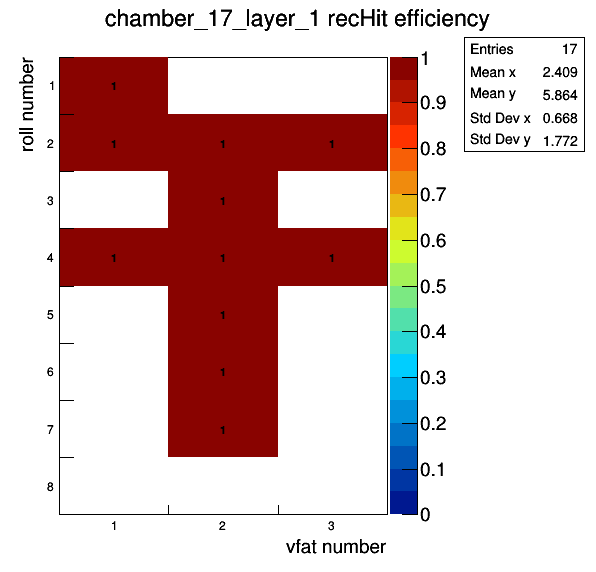 chamber_17_layer_1 recHit efficiency
Entries 17
Mean x 2.409
Mean y 5.864
Std Dev x 0.668
Std Dev y 1.772
roll number
1 1
2 1 1 1
3 1
4 1 1 1
5 1
6 1
7 1
8
1 2 3
vfat number
1
0.9
0.8
0.7
0.6
0.5
0.4
0.3
0.2
0.1
0